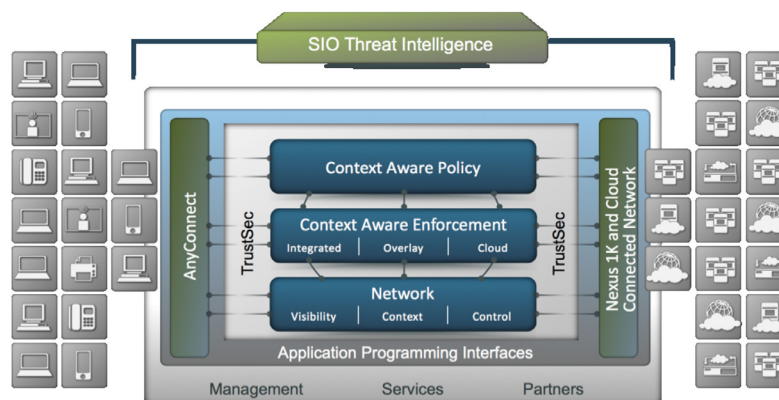 SIO Threat Intelligence
AnyConnect
TrustSec
Context Aware Policy
Context Aware Enforcement
Integrated Overlay Cloud
Network
Visibility Context Control
TrustSec
Nexus 1K and Cloud
Connected Network
Application Programming Interfaces
Management Services Partners